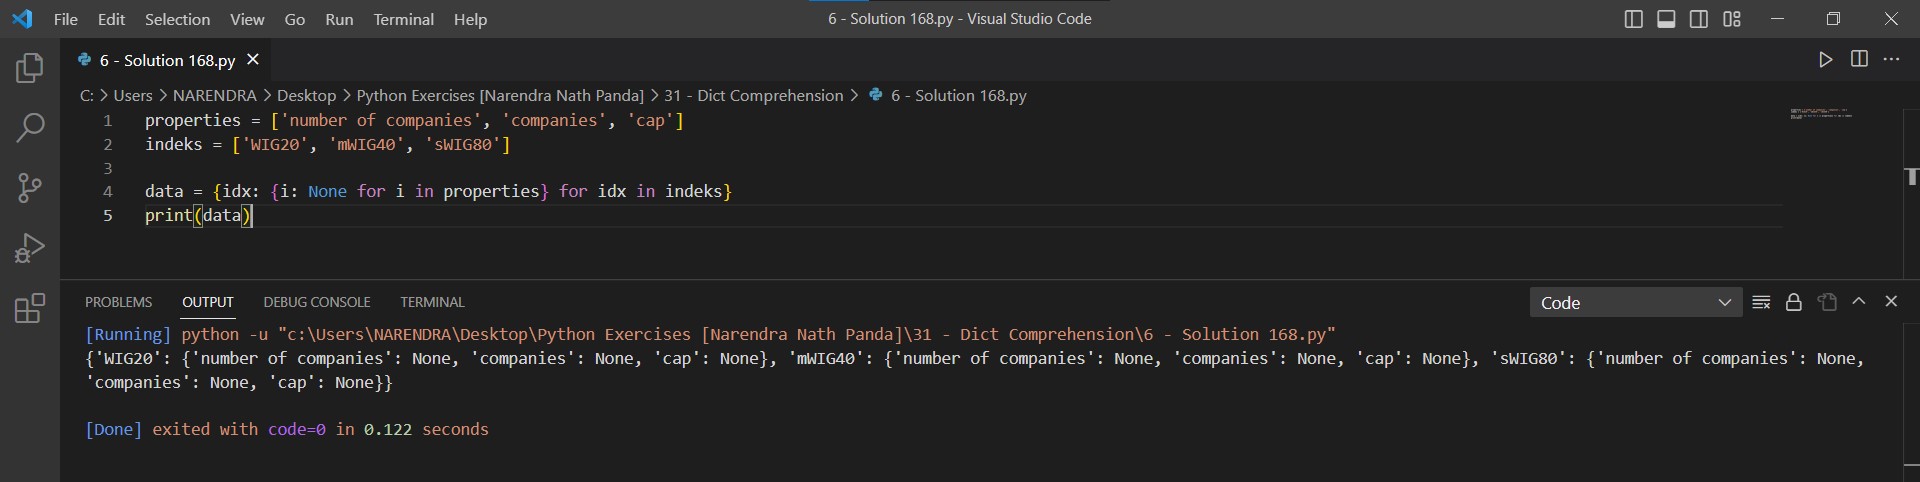 File Edit Selection View Go Run Terminal Help 6 - Solution 168.py - Visual Studio Code
6 - Solution 168.py
C: > Users > NARENDRA > Desktop > Python Exercises [Narendra Nath Panda] > 31 - Dict Comprehension > 6 - Solution 168.py
1 properties = ['number of companies', 'companies', 'cap']
2 indeks = ['WIG20', 'mWIG40', 'sWIG80']
3
4 data = {idx: {i: None for i in properties} for idx in indeks}
5 print(data)
PROBLEMS OUTPUT DEBUG CONSOLE TERMINAL Code
[Running] python -u "c:\Users\NARENDRA\Desktop\Python Exercises [Narendra Nath Panda]\31 - Dict Comprehension\6 - Solution 168.py"
{'WIG20': {'number of companies': None, 'companies': None, 'cap': None}, 'mWIG40': {'number of companies': None, 'companies': None, 'cap': None}, 'sWIG80': {'number of companies': None,
'companies': None, 'cap': None}}
[Done] exited with code=0 in 0.122 seconds